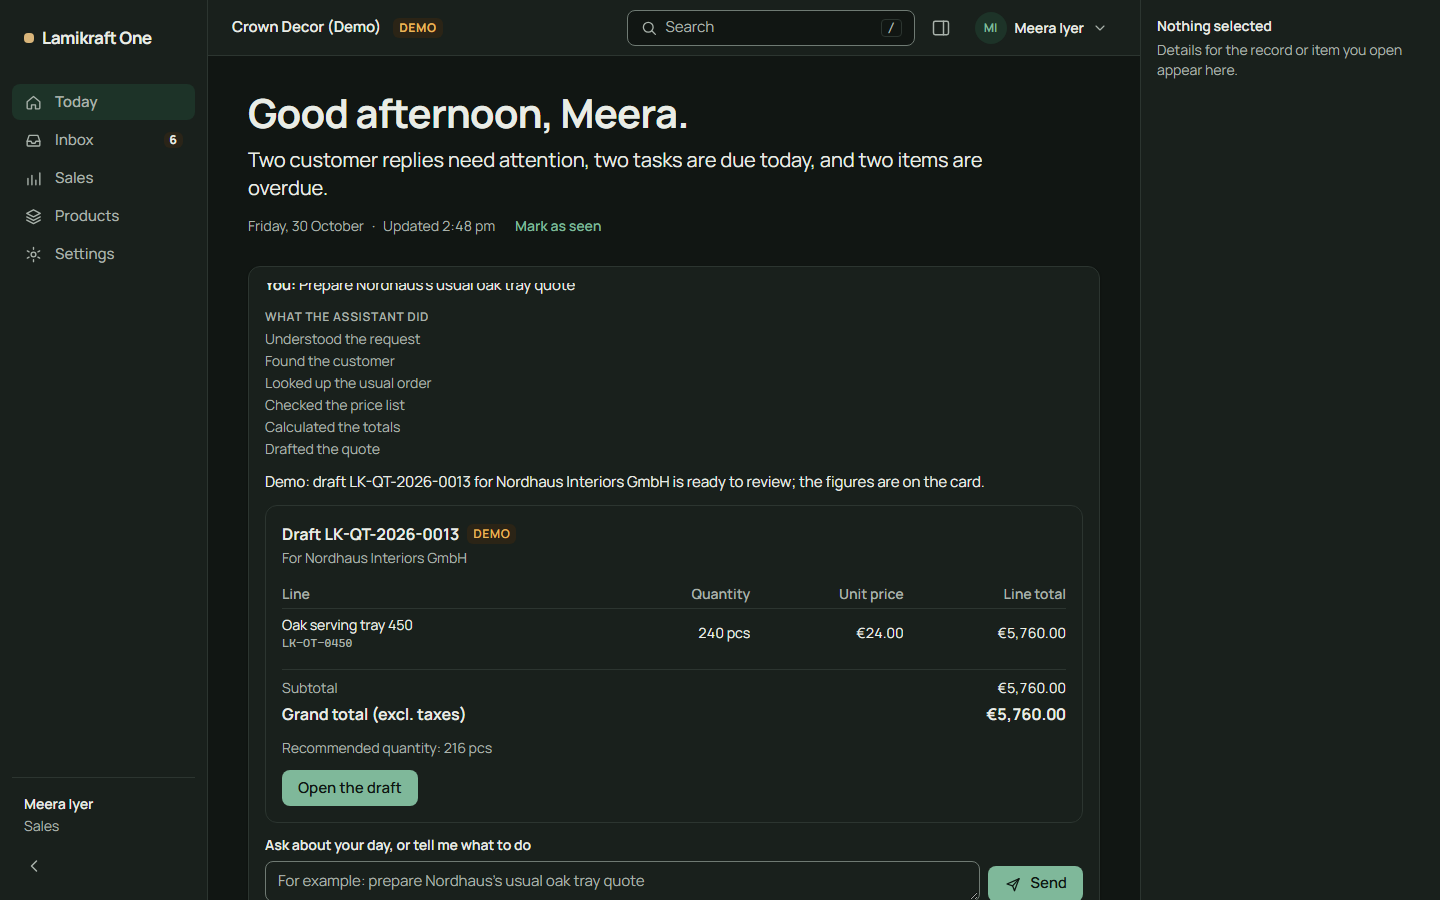 Lamikraft One
Today
Inbox 6
Sales
Products
Settings
Meera Iyer
Sales
Crown Decor (Demo) DEMO
Search /
MI Meera Iyer
Good afternoon, Meera.
Two customer replies need attention, two tasks are due today, and two items are
overdue.
Friday, 30 October · Updated 2:48 pm Mark as seen
You: Prepare Nordhaus's usual oak tray quote
WHAT THE ASSISTANT DID
Understood the request
Found the customer
Looked up the usual order
Checked the price list
Calculated the totals
Drafted the quote
Demo: draft LK-QT-2026-0013 for Nordhaus Interiors GmbH is ready to review; the figures are on the card.
Draft LK-QT-2026-0013 DEMO
For Nordhaus Interiors GmbH
Line Quantity Unit price Line total
Oak serving tray 450 240 pcs €24.00 €5,760.00
LK-OT-0450
Subtotal €5,760.00
Grand total (excl. taxes) €5,760.00
Recommended quantity: 216 pcs
Open the draft
Ask about your day, or tell me what to do
For example: prepare Nordhaus's usual oak tray quote
Send
Nothing selected
Details for the record or item you open
appear here.